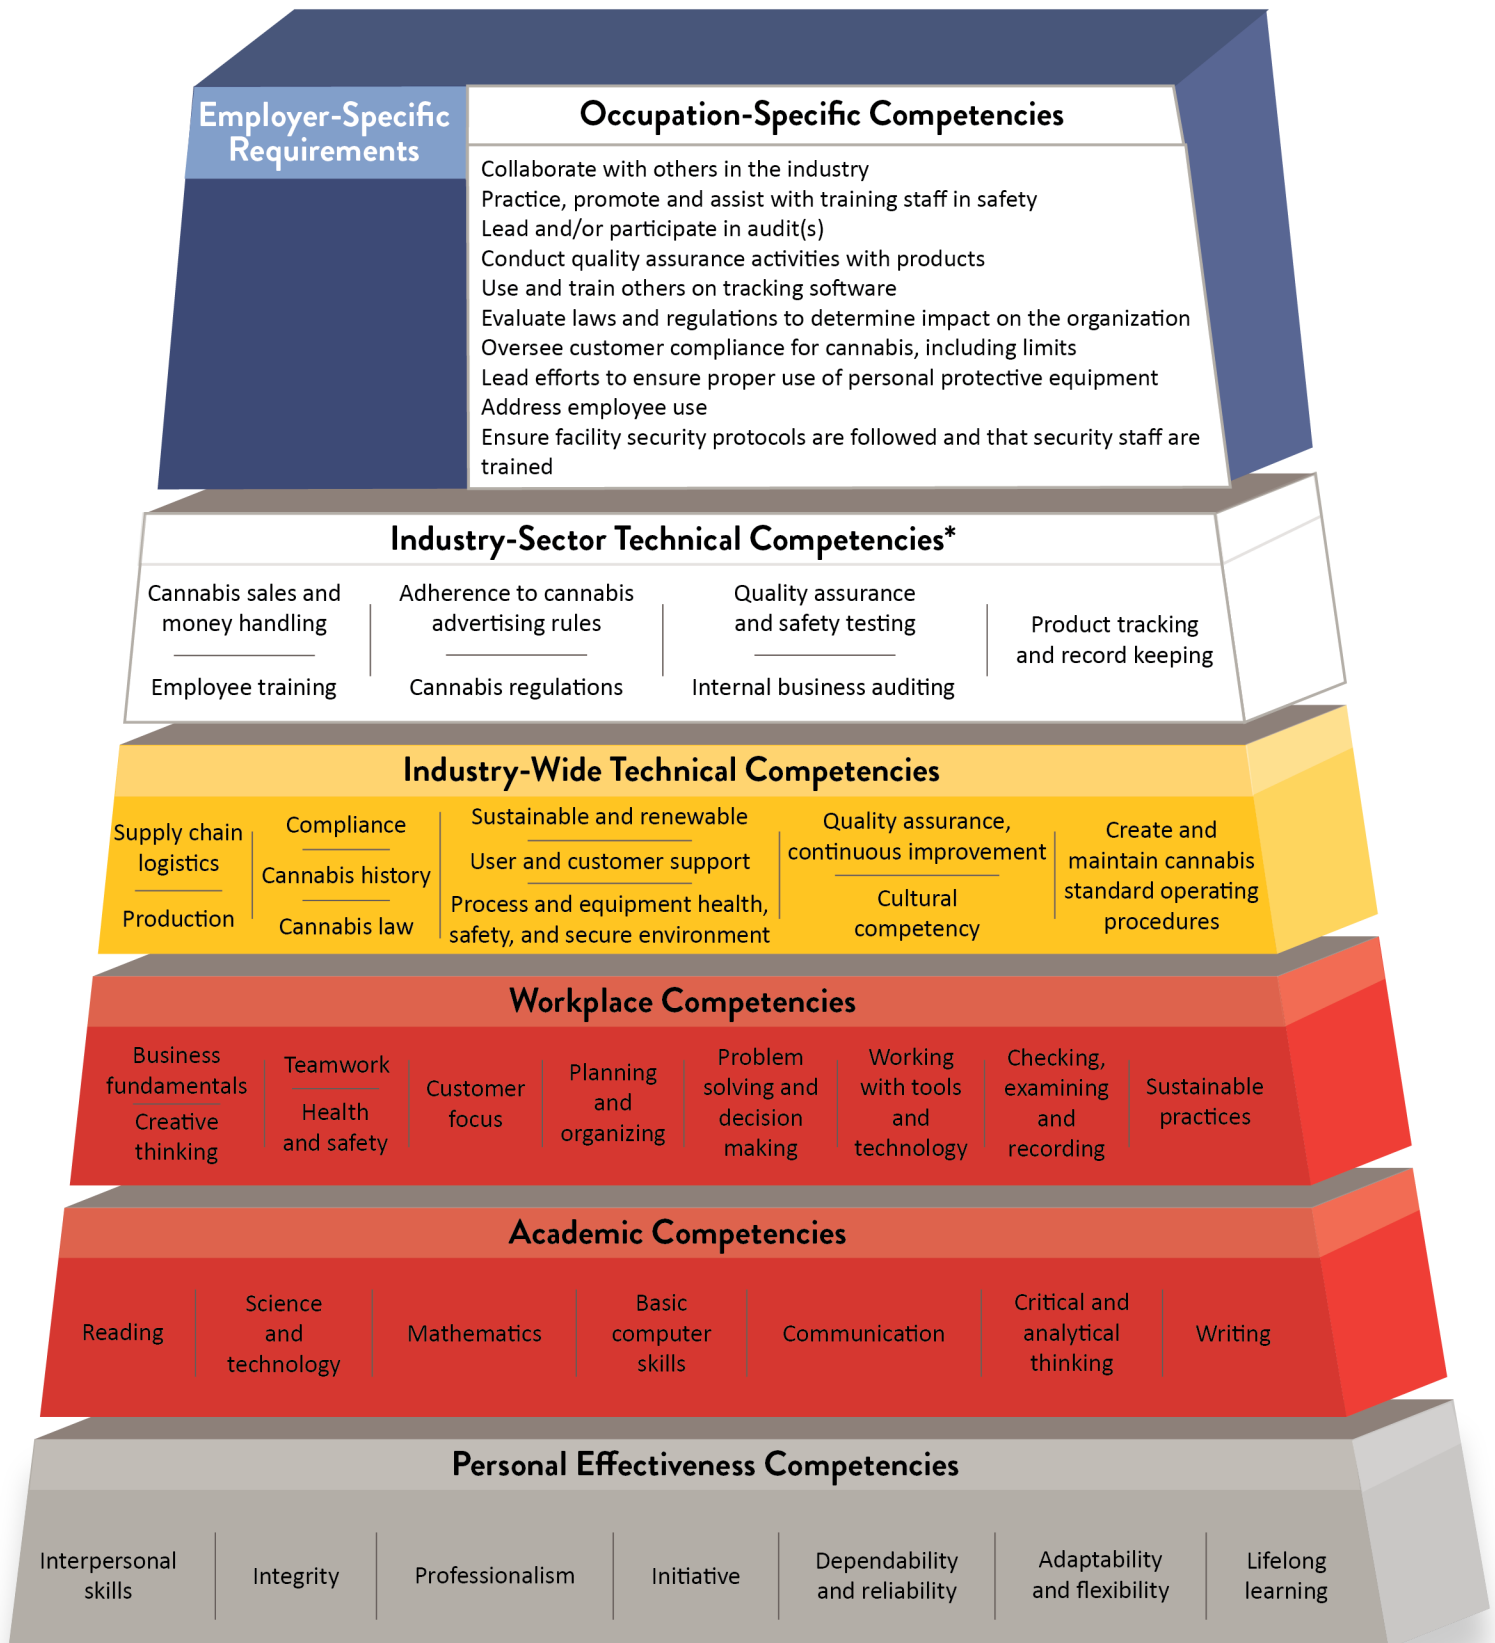 Employer-Specific
Requirements
Occupation-Specific Competencies
Collaborate with others in the industry
Practice, promote and assist with training staff in safety
Lead and/or participate in audit(s)
Conduct quality assurance activities with products
Use and train others on tracking software
Evaluate laws and regulations to determine impact on the organization
Oversee customer compliance for cannabis, including limits
Lead efforts to ensure proper use of personal protective equipment
Address employee use
Ensure facility security protocols are followed and that security staff are
trained
Industry-Sector Technical Competencies*
Cannabis sales and
money handling
Employee training
Adherence to cannabis
advertising rules
Cannabis regulations
Quality assurance
and safety testing
Internal business auditing
Product tracking
and record keeping
Industry-Wide Technical Competencies
Supply chain
logistics
Production
Compliance
Cannabis history
Cannabis law
Sustainable and renewable
User and customer support
Process and equipment health,
safety, and secure environment
Quality assurance,
continuous improvement
Cultural
competency
Create and
maintain cannabis
standard operating
procedures
Workplace Competencies
Business
fundamentals
Creative
thinking
Teamwork
Health
and safety
Customer
focus
Planning
and
organizing
Problem
solving and
decision
making
Working
with tools
and
technology
Checking,
examining
and
recording
Sustainable
practices
Academic Competencies
Reading
Science
and
technology
Mathematics
Basic
computer
skills
Communication
Critical and
analytical
thinking
Writing
Personal Effectiveness Competencies
Interpersonal
skills
Integrity
Professionalism
Initiative
Dependability
and reliability
Adaptability
and flexibility
Lifelong
learning